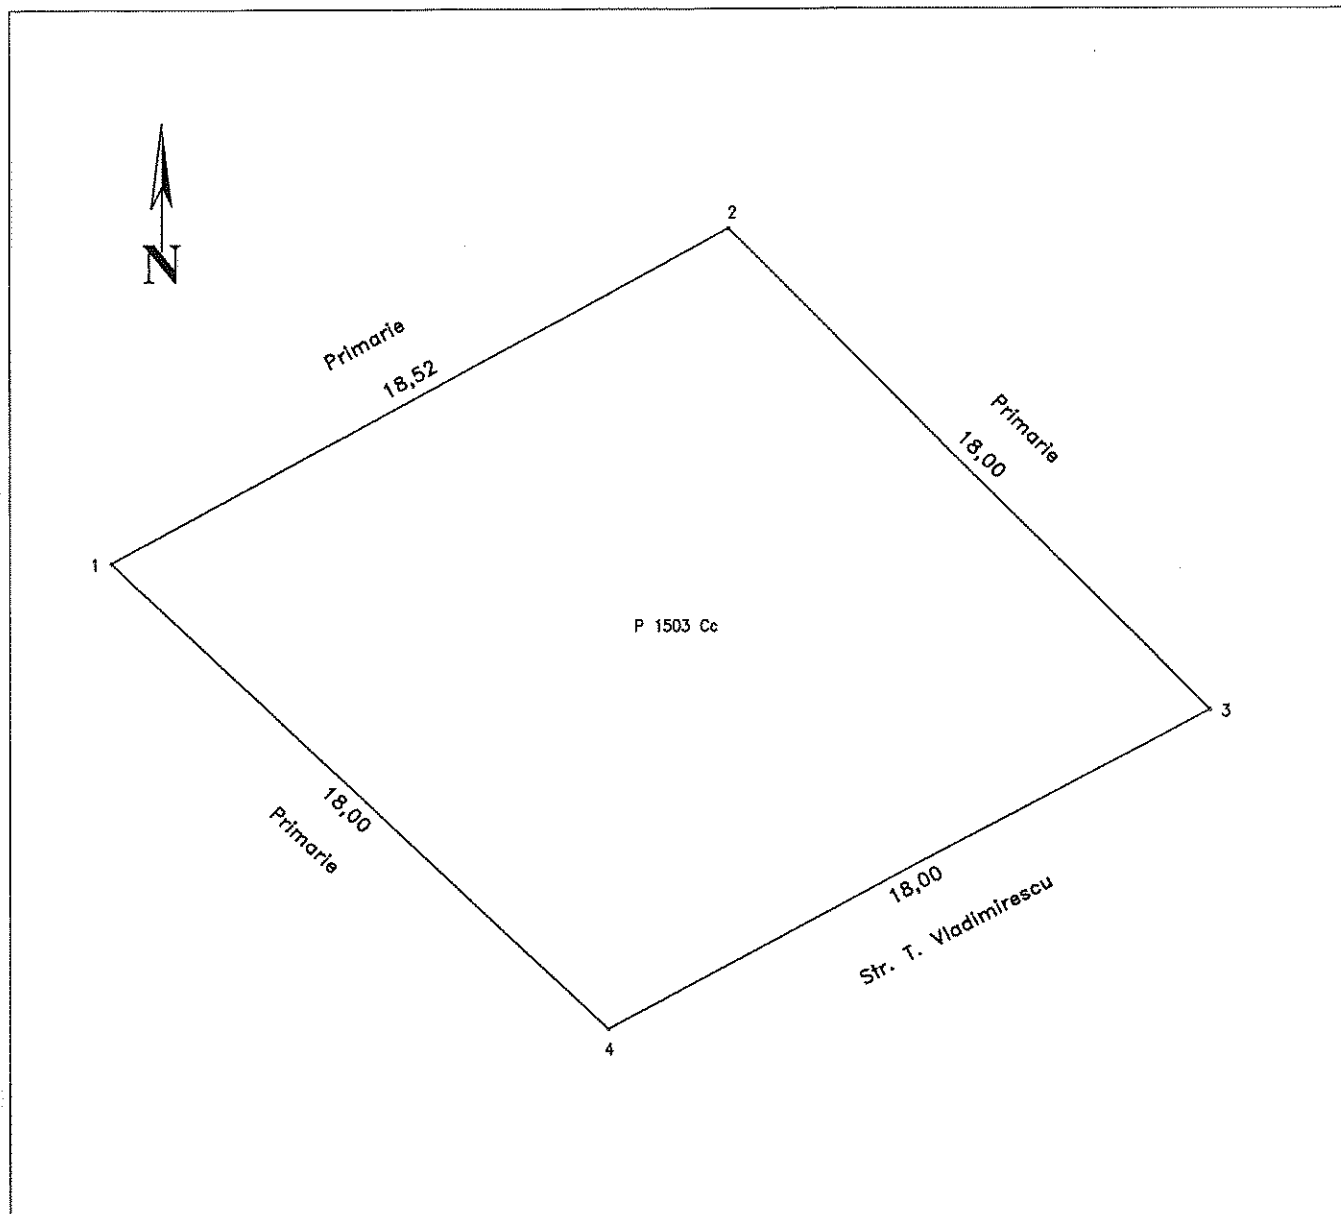 N
2
Primarie
18,52
Primarie
18,00
1
P 1503 Cc
3
18,00
Primarie
18,00
Str. T. Vladimirescu
4